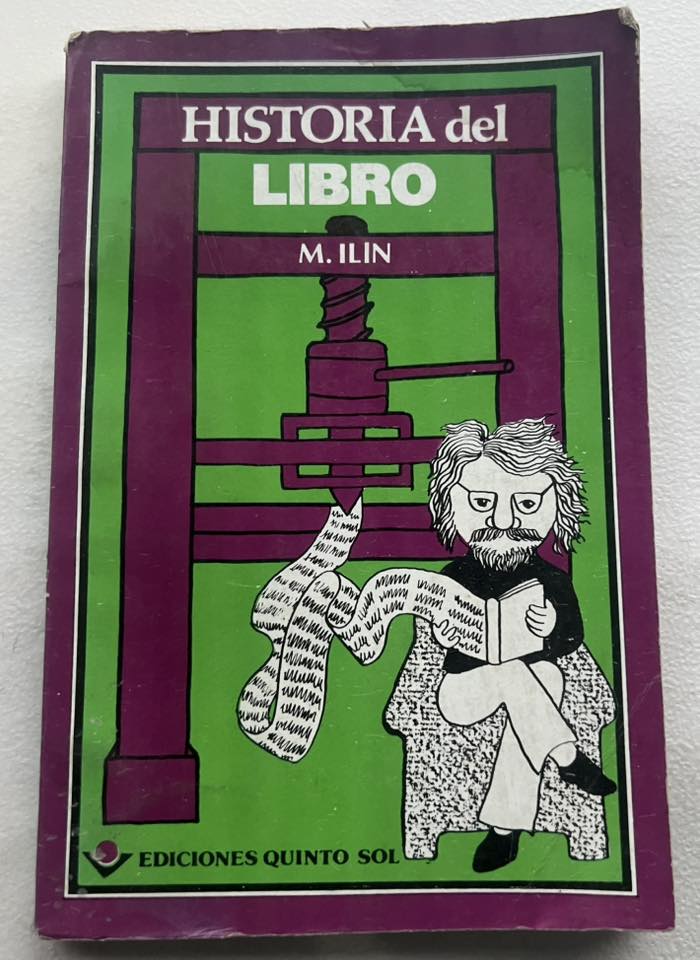 HISTORIA del
LIBRO
M. ILIN
EDICIONES QUINTO SOL